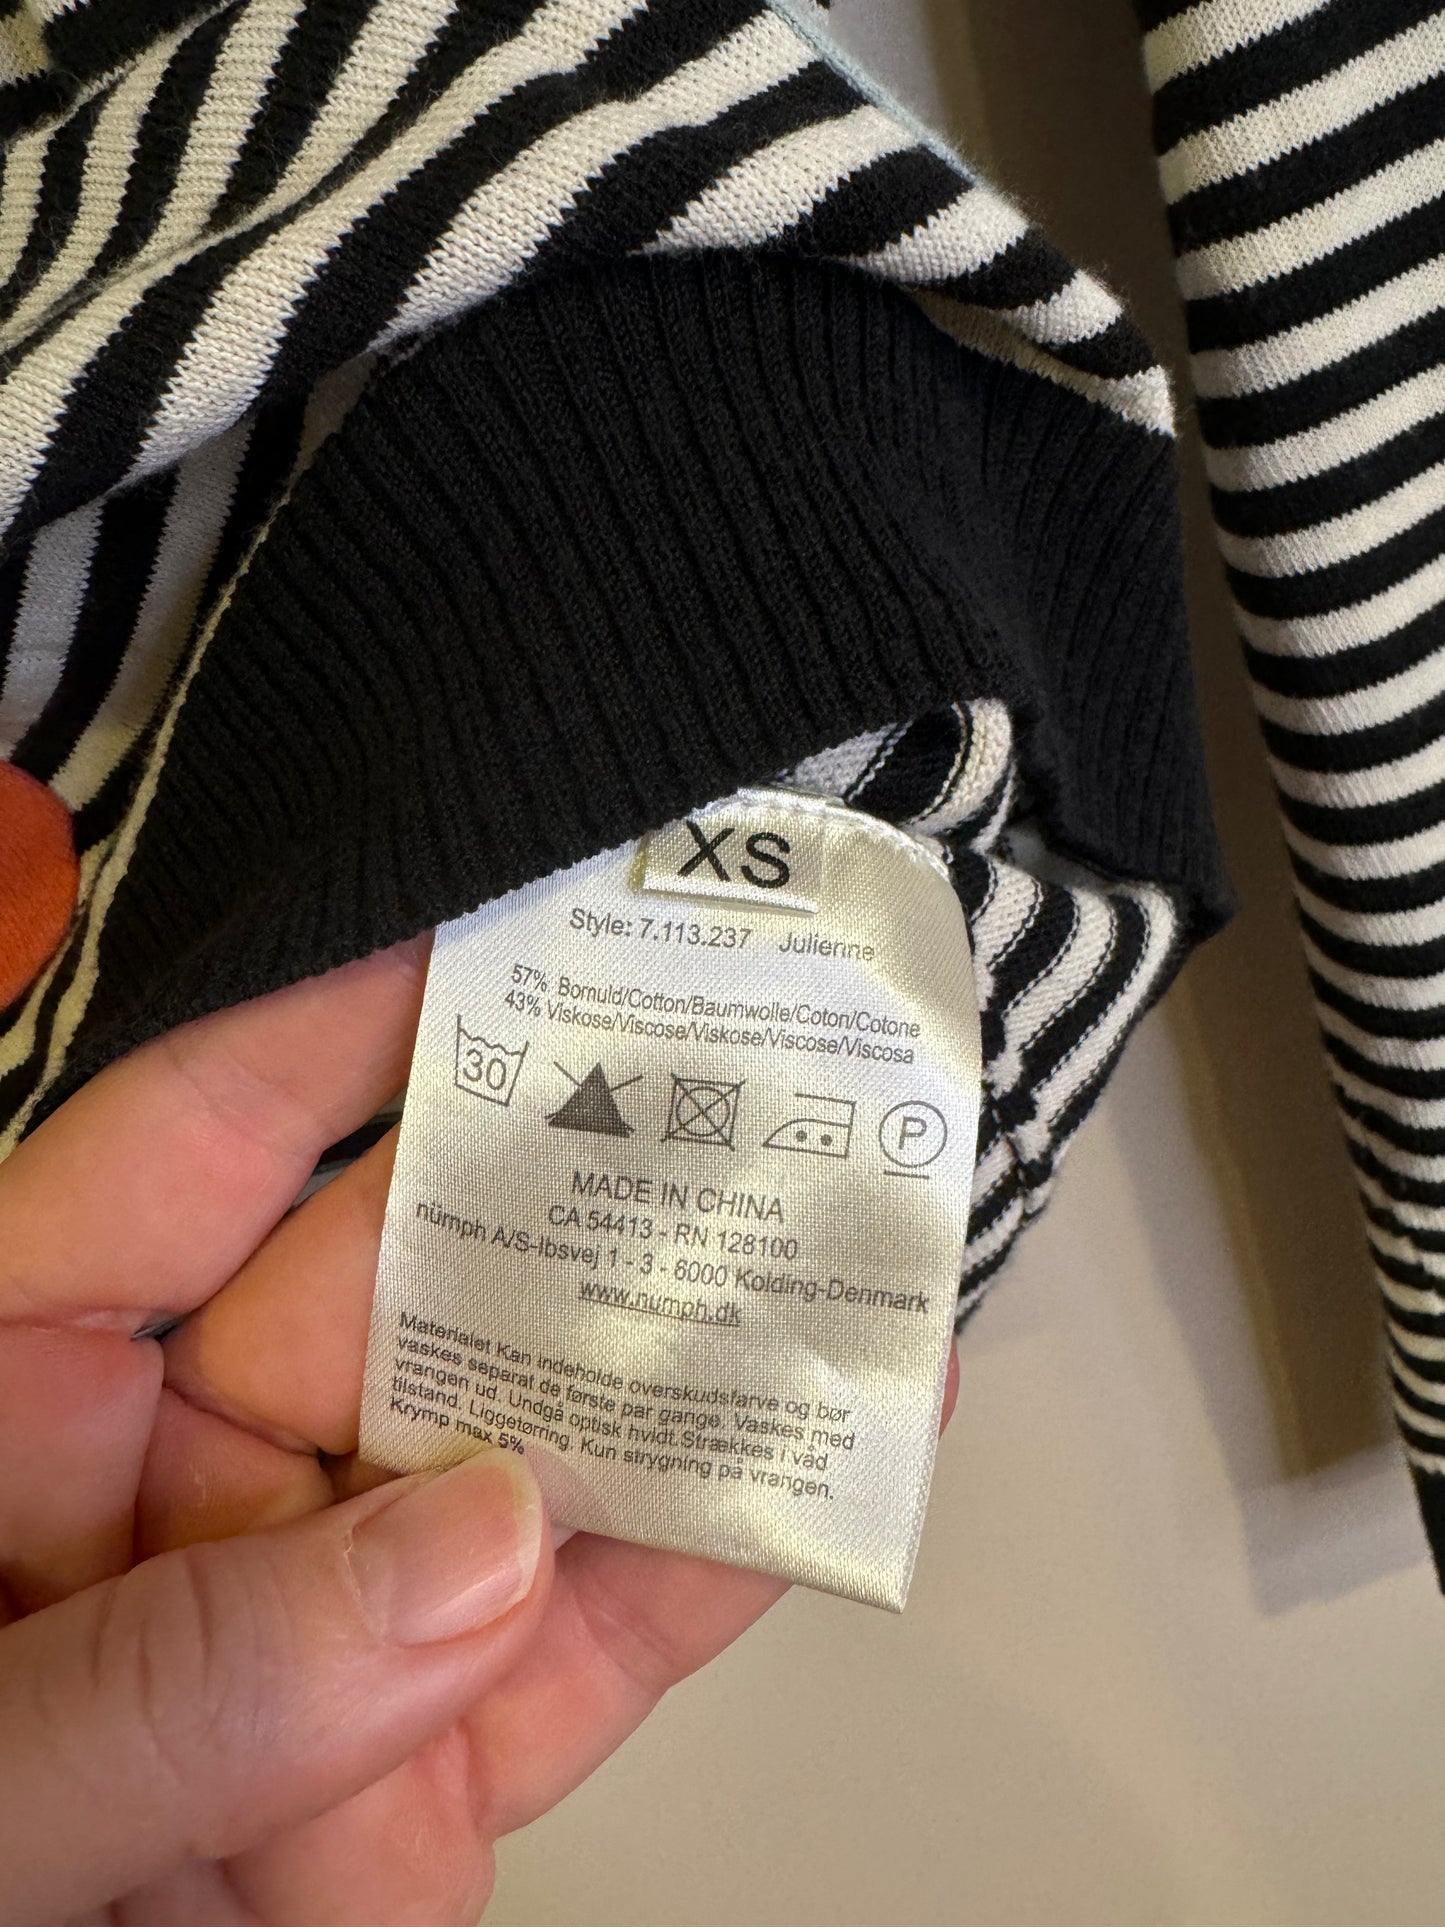 XS
Style: 7.113.237 Julienne
57% Bomuld/Cotton/Baumwolle/Coton/Cotone
43% Viskose/Viscose/Viskose/Viscose/Viscosa
30
P
MADE IN CHINA
CA 54413 - RN 128100
nümph A/S-Ibsvej 1 - 3 - 6000 Kolding-Denmark
www.numph.dk
Materialet Kan indeholde overskudsfarve og bør
vaskes separat de første par gange. Vaskes med
vrangen ud. Undgå optisk hvidt.Strækkes i våd
tilstand. Liggetørring. Kun strygning på vrangen.
Krymp max 5%